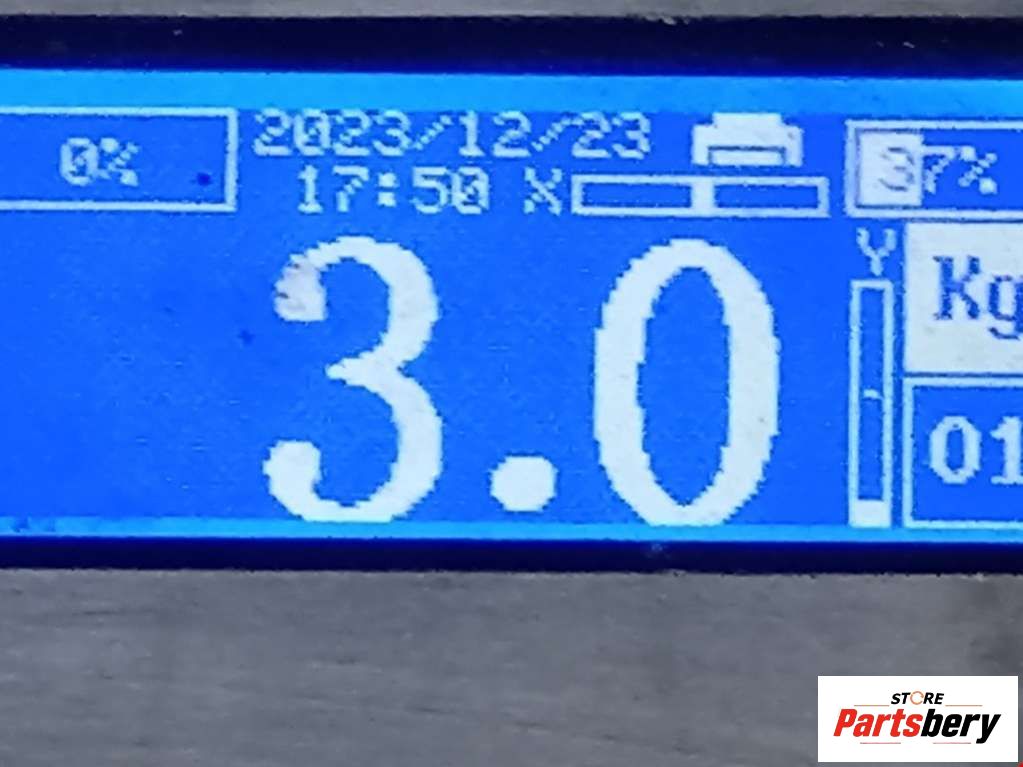 0% 2023/12/23 37%
17:50 X
Y
3.0 Kg
01
STORE
Partsbery